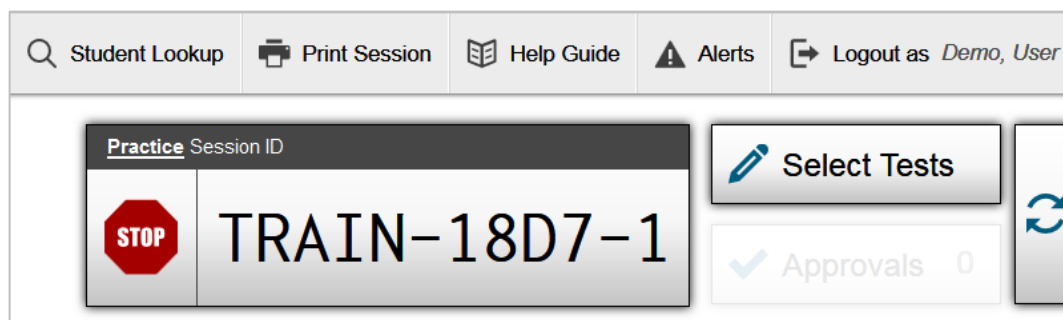 Student Lookup Print Session Help Guide Alerts Logout as Demo, User
Practice Session ID
STOP TRAIN-18D7-1
Select Tests
Approvals 0